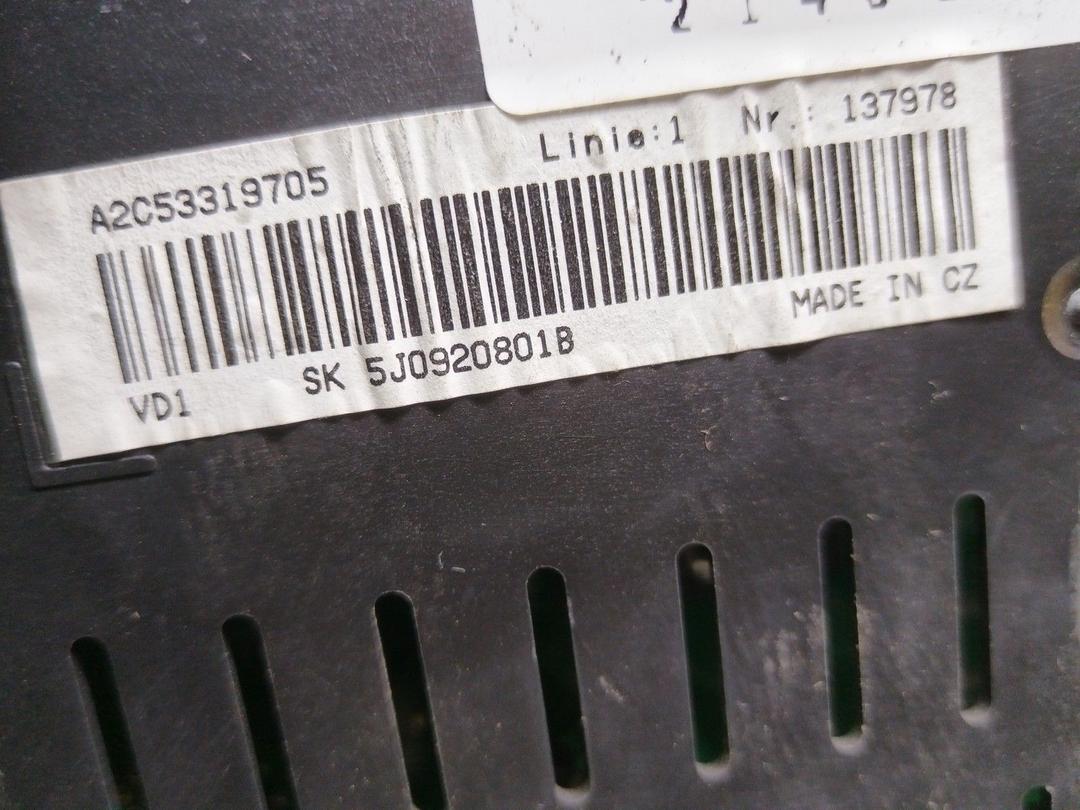 Linie:1 Nr.: 137978
A2C53319705
VD1 SK 5J0920801B MADE IN CZ